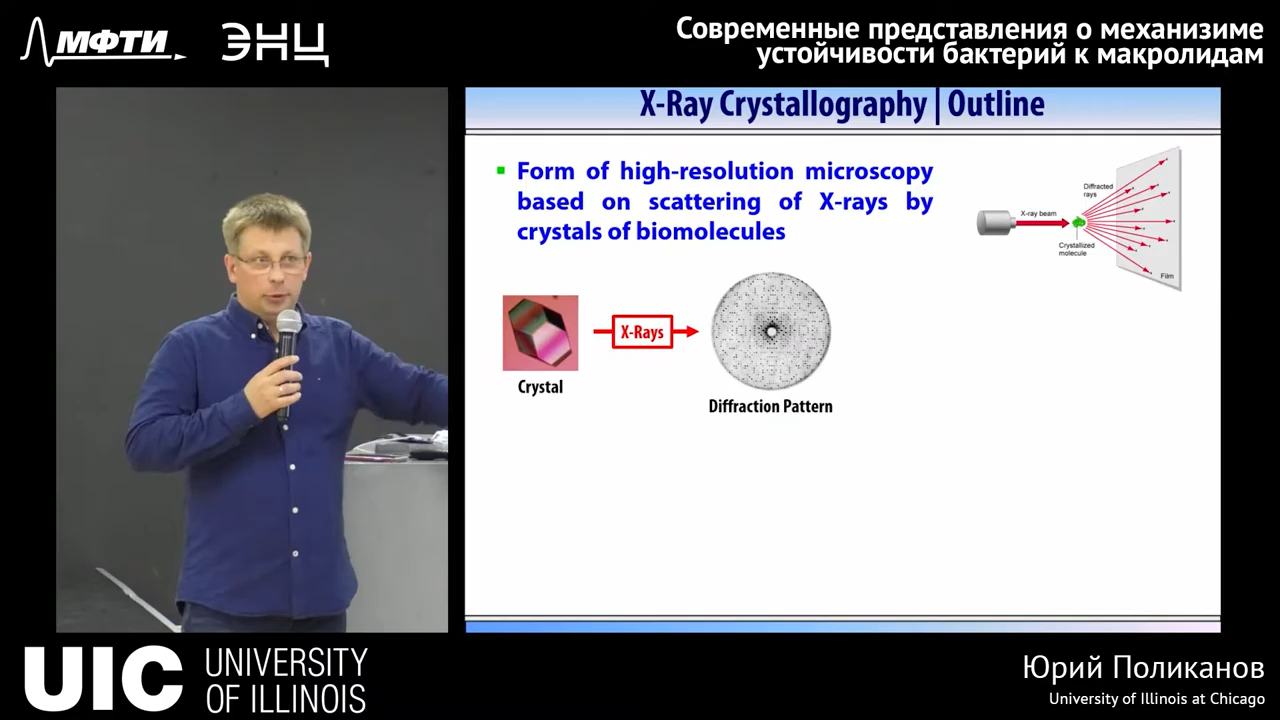 МФТИ
ЭНЦ
Современные представления о механизиме
устойчивости бактерий к макролидам
X-Ray Crystallography | Outline
Form of high-resolution microscopy
based on scattering of X-rays by
crystals of biomolecules
Diffracted
rays
X-ray beam
Crystallized
molecule
Film
X-Rays
Crystal
Diffraction Pattern
UIC UNIVERSITY
OF ILLINOIS
Юрий Поликанов
University of Illinois at Chicago